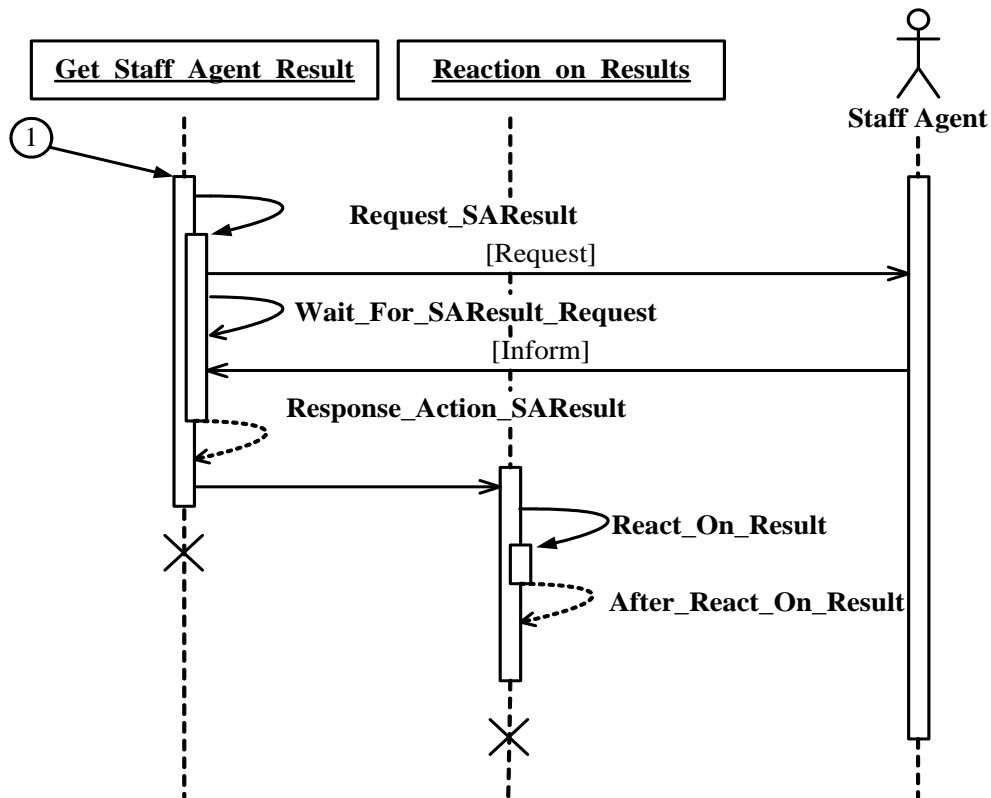 Get_Staff_Agent_Result
Reaction_on_Results
Staff Agent
1
Request_SAResult
[Request]
Wait_For_SAResult_Request
[Inform]
Response_Action_SAResult
React_On_Result
After_React_On_Result